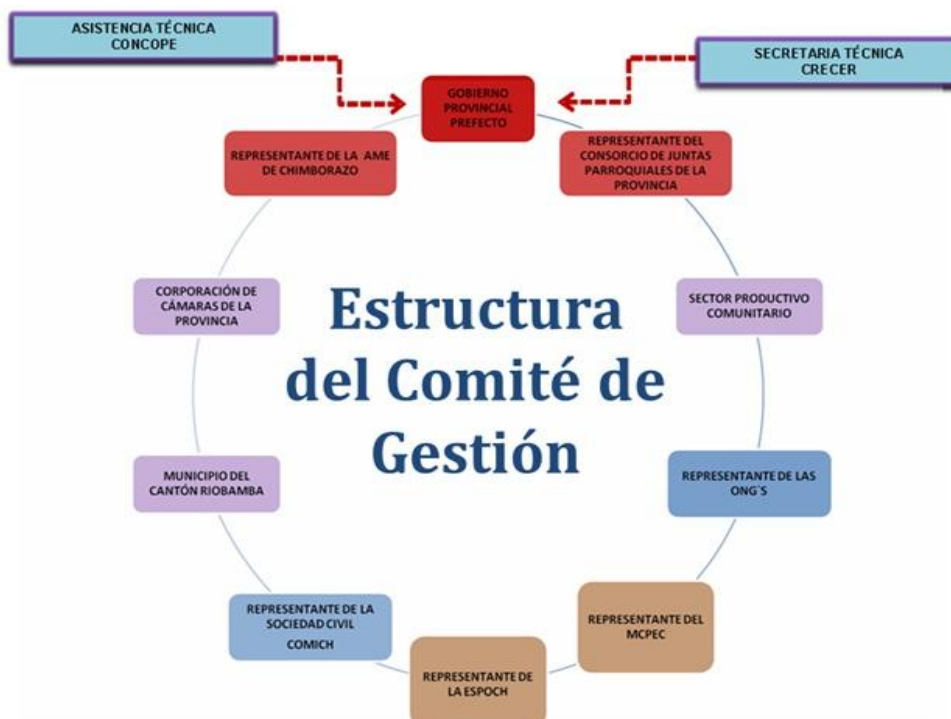 ASISTENCIA TÉCNICA
CONCOPE
SECRETARIA TÉCNICA
CRECER
GOBIERNO
PROVINCIAL
PREFECTO
REPRESENTANTE DE LA AME
DE CHIMBORAZO
REPRESENTANTE DEL
CONSORCIO DE JUNTAS
PARROQUIALES DE LA
PROVINCIA
CORPORACIÓN DE
CÁMARAS DE LA
PROVINCIA
SECTOR PRODUCTIVO
COMUNITARIO
Estructura
del Comité de
Gestión
MUNICIPIO DEL
CANTÓN RIOBAMBA
REPRESENTANTE DE LAS
ONG`S
REPRESENTANTE DE LA
SOCIEDAD CIVIL
COMICH
REPRESENTANTE DEL
MCPEC
REPRESENTANTE DE
LA ESPOCH